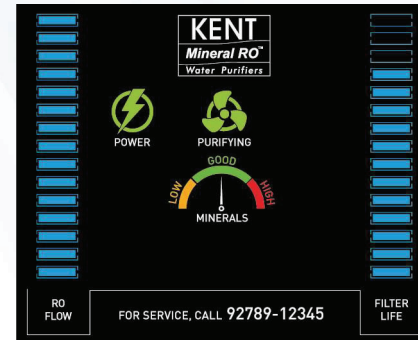 KENT
Mineral RO™
Water Purifiers
POWER
PURIFYING
LOW
GOOD
HIGH
MINERALS
RO
FLOW
FOR SERVICE, CALL 92789-12345
FILTER
LIFE